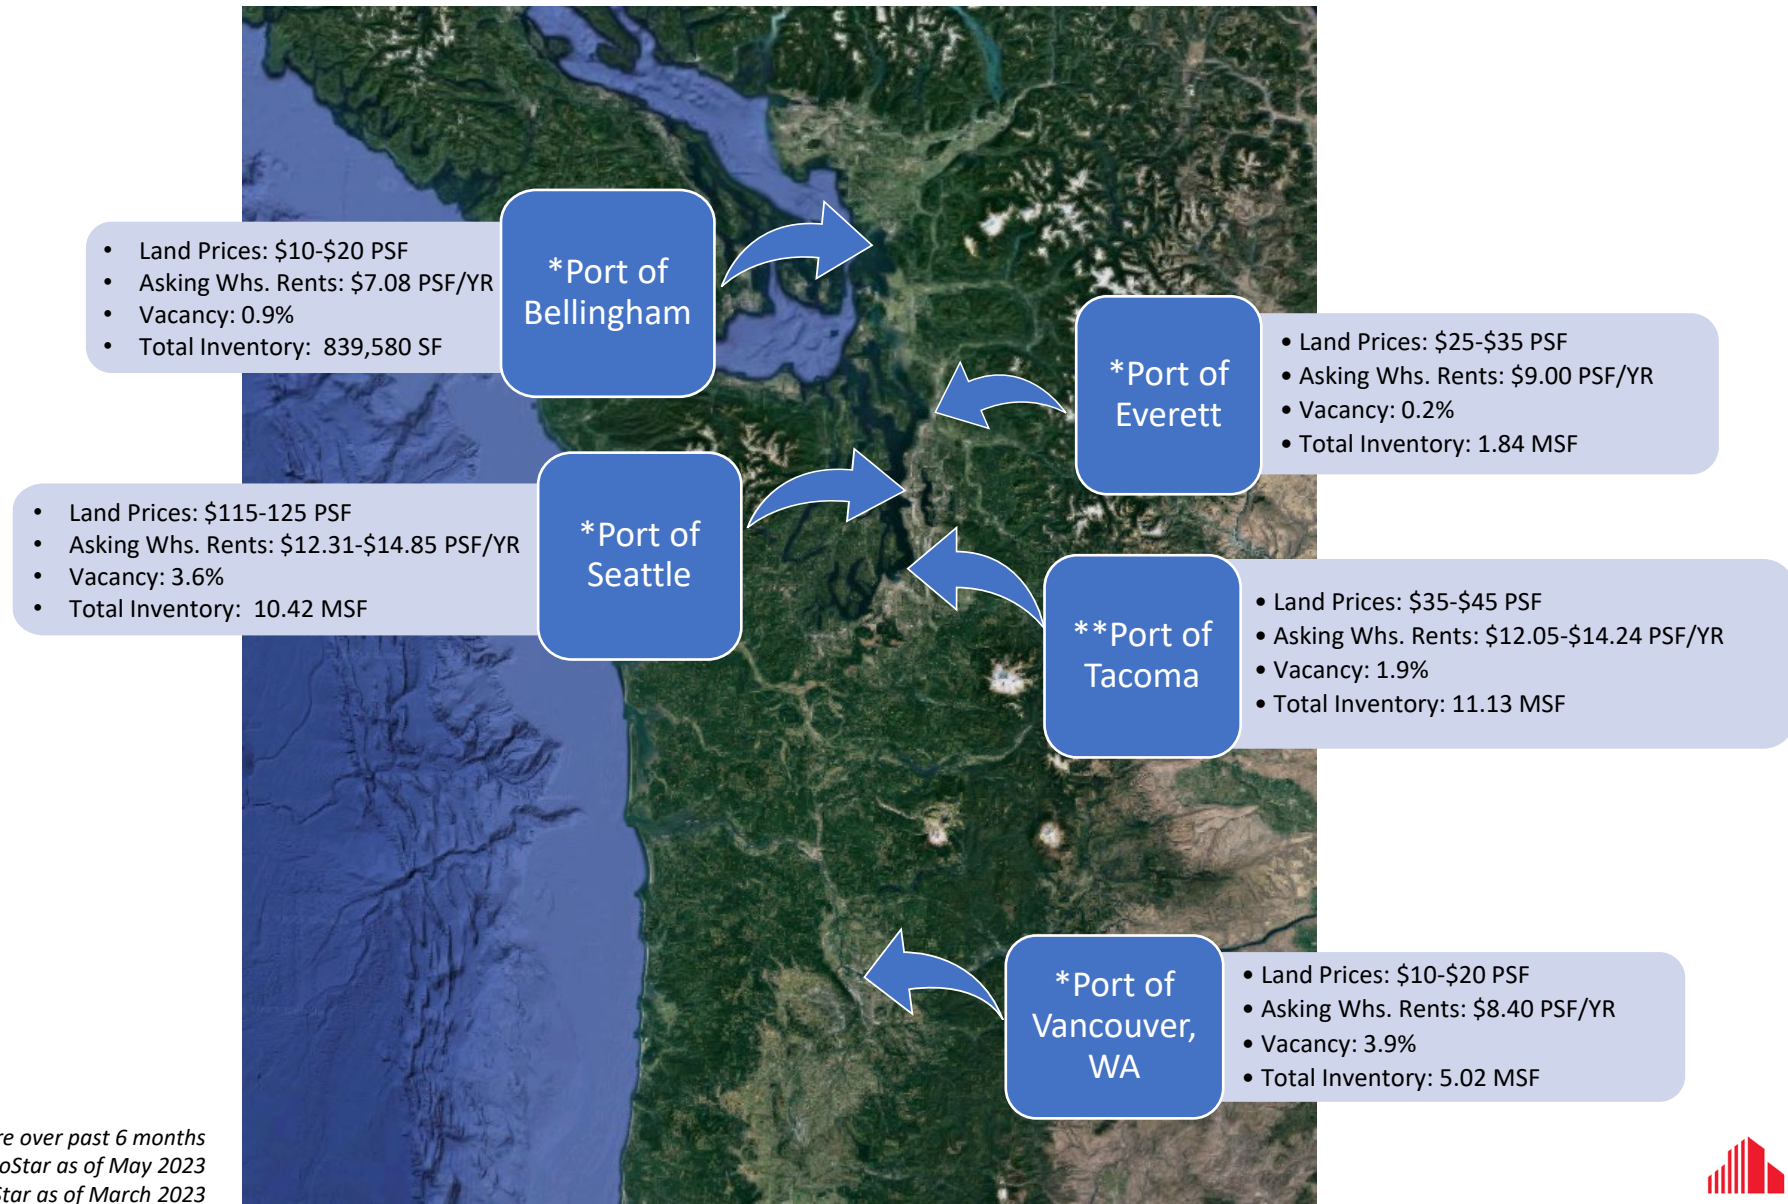 • Land Prices: $10-$20 PSF
• Asking Whs. Rents: $7.08 PSF/YR
• Vacancy: 0.9%
• Total Inventory: 839,580 SF
*Port of
Bellingham
*Port of
Everett
• Land Prices: $25-$35 PSF
• Asking Whs. Rents: $9.00 PSF/YR
• Vacancy: 0.2%
• Total Inventory: 1.84 MSF
• Land Prices: $115-125 PSF
• Asking Whs. Rents: $12.31-$14.85 PSF/YR
• Vacancy: 3.6%
• Total Inventory: 10.42 MSF
*Port of
Seattle
**Port of
Tacoma
• Land Prices: $35-$45 PSF
• Asking Whs. Rents: $12.05-$14.24 PSF/YR
• Vacancy: 1.9%
• Total Inventory: 11.13 MSF
*Port of
Vancouver,
WA
• Land Prices: $10-$20 PSF
• Asking Whs. Rents: $8.40 PSF/YR
• Vacancy: 3.9%
• Total Inventory: 5.02 MSF
over past 6 months
as of May 2023
as of March 2023